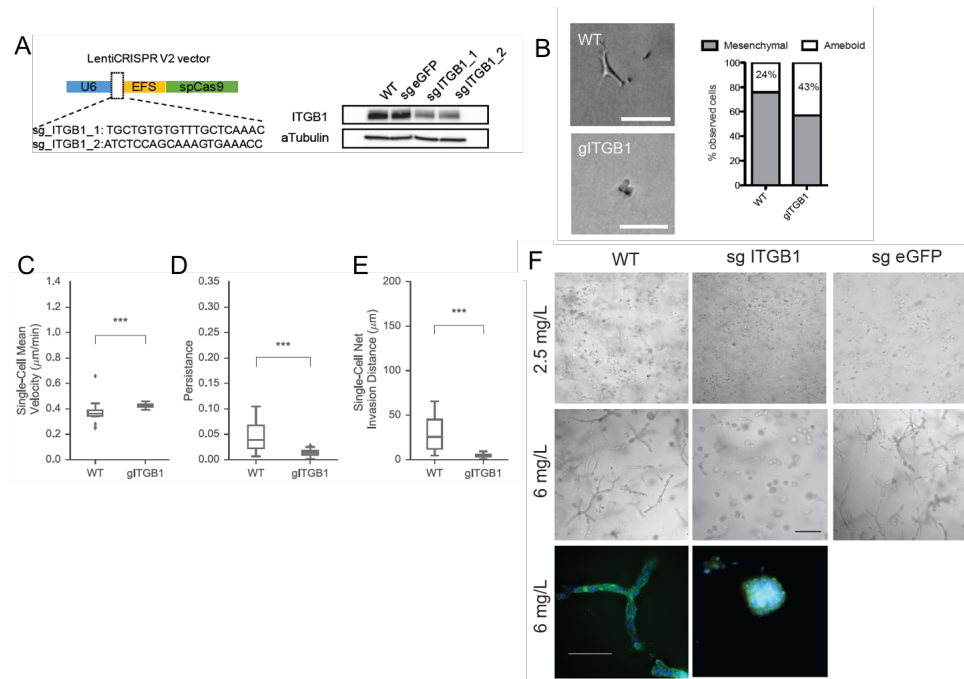 A
LentiCRISPR V2 vector
U6
EFS
spCas9
sg_ITGB1_1: TGCTGTGTGTTTGCTCAAAC
sg_ITGB1_2:ATCTCCAGCAAAGTGAAACC
WT
sg eGFP
sg ITGB1_1
sg ITGB1_2
ITGB1
aTubulin
B
WT
gITGB1
Mesenchymal
Ameboid
% observed cells
100
80
60
40
20
0
24%
43%
WT
gITGB1
C
Single-Cell Mean
Velocity (μm/min)
1.4
1.2
1.0
0.8
0.6
0.4
0.2
0.0
***
WT
gITGB1
D
Persistance
0.35
0.30
0.25
0.20
0.15
0.10
0.05
0.00
***
WT
gITGB1
E
Single-Cell Net
Invasion Distance (μm)
200
150
100
50
0
***
WT
gITGB1
F
WT
sg ITGB1
sg eGFP
2.5 mg/L
6 mg/L
6 mg/L